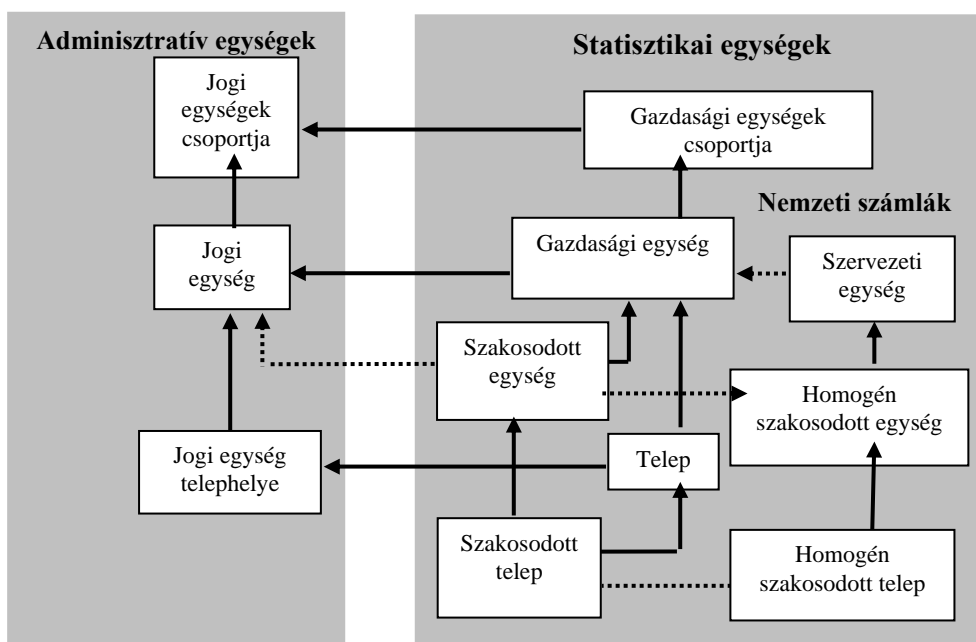 Adminisztratív egységek
Jogi
egységek
csoportja
Jogi
egység
Jogi egység
telephelye
Statisztikai egységek
Gazdasági egységek
csoportja
Nemzeti számlák
Gazdasági egység
Szervezeti
egység
Szakosodott
egység
Homogén
szakosodott egység
Telep
Szakosodott
telep
Homogén
szakosodott telep